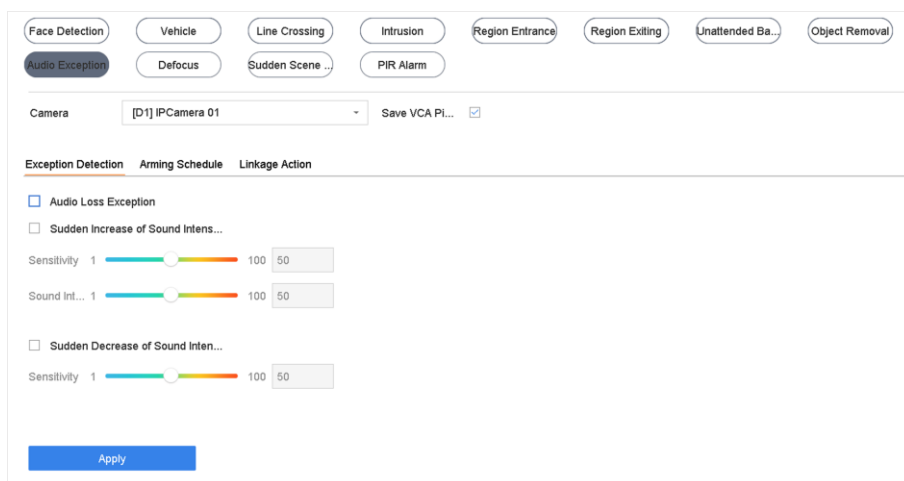 Face Detection Vehicle Line Crossing Intrusion Region Entrance Region Exiting Unattended Ba... Object Removal
Audio Exception Defocus Sudden Scene ... PIR Alarm
Camera [D1] IPCamera 01 Save VCA Pi...
Exception Detection Arming Schedule Linkage Action
Audio Loss Exception
Sudden Increase of Sound Intens...
Sensitivity 1 100 50
Sound Int... 1 100 50
Sudden Decrease of Sound Inten...
Sensitivity 1 100 50
Apply